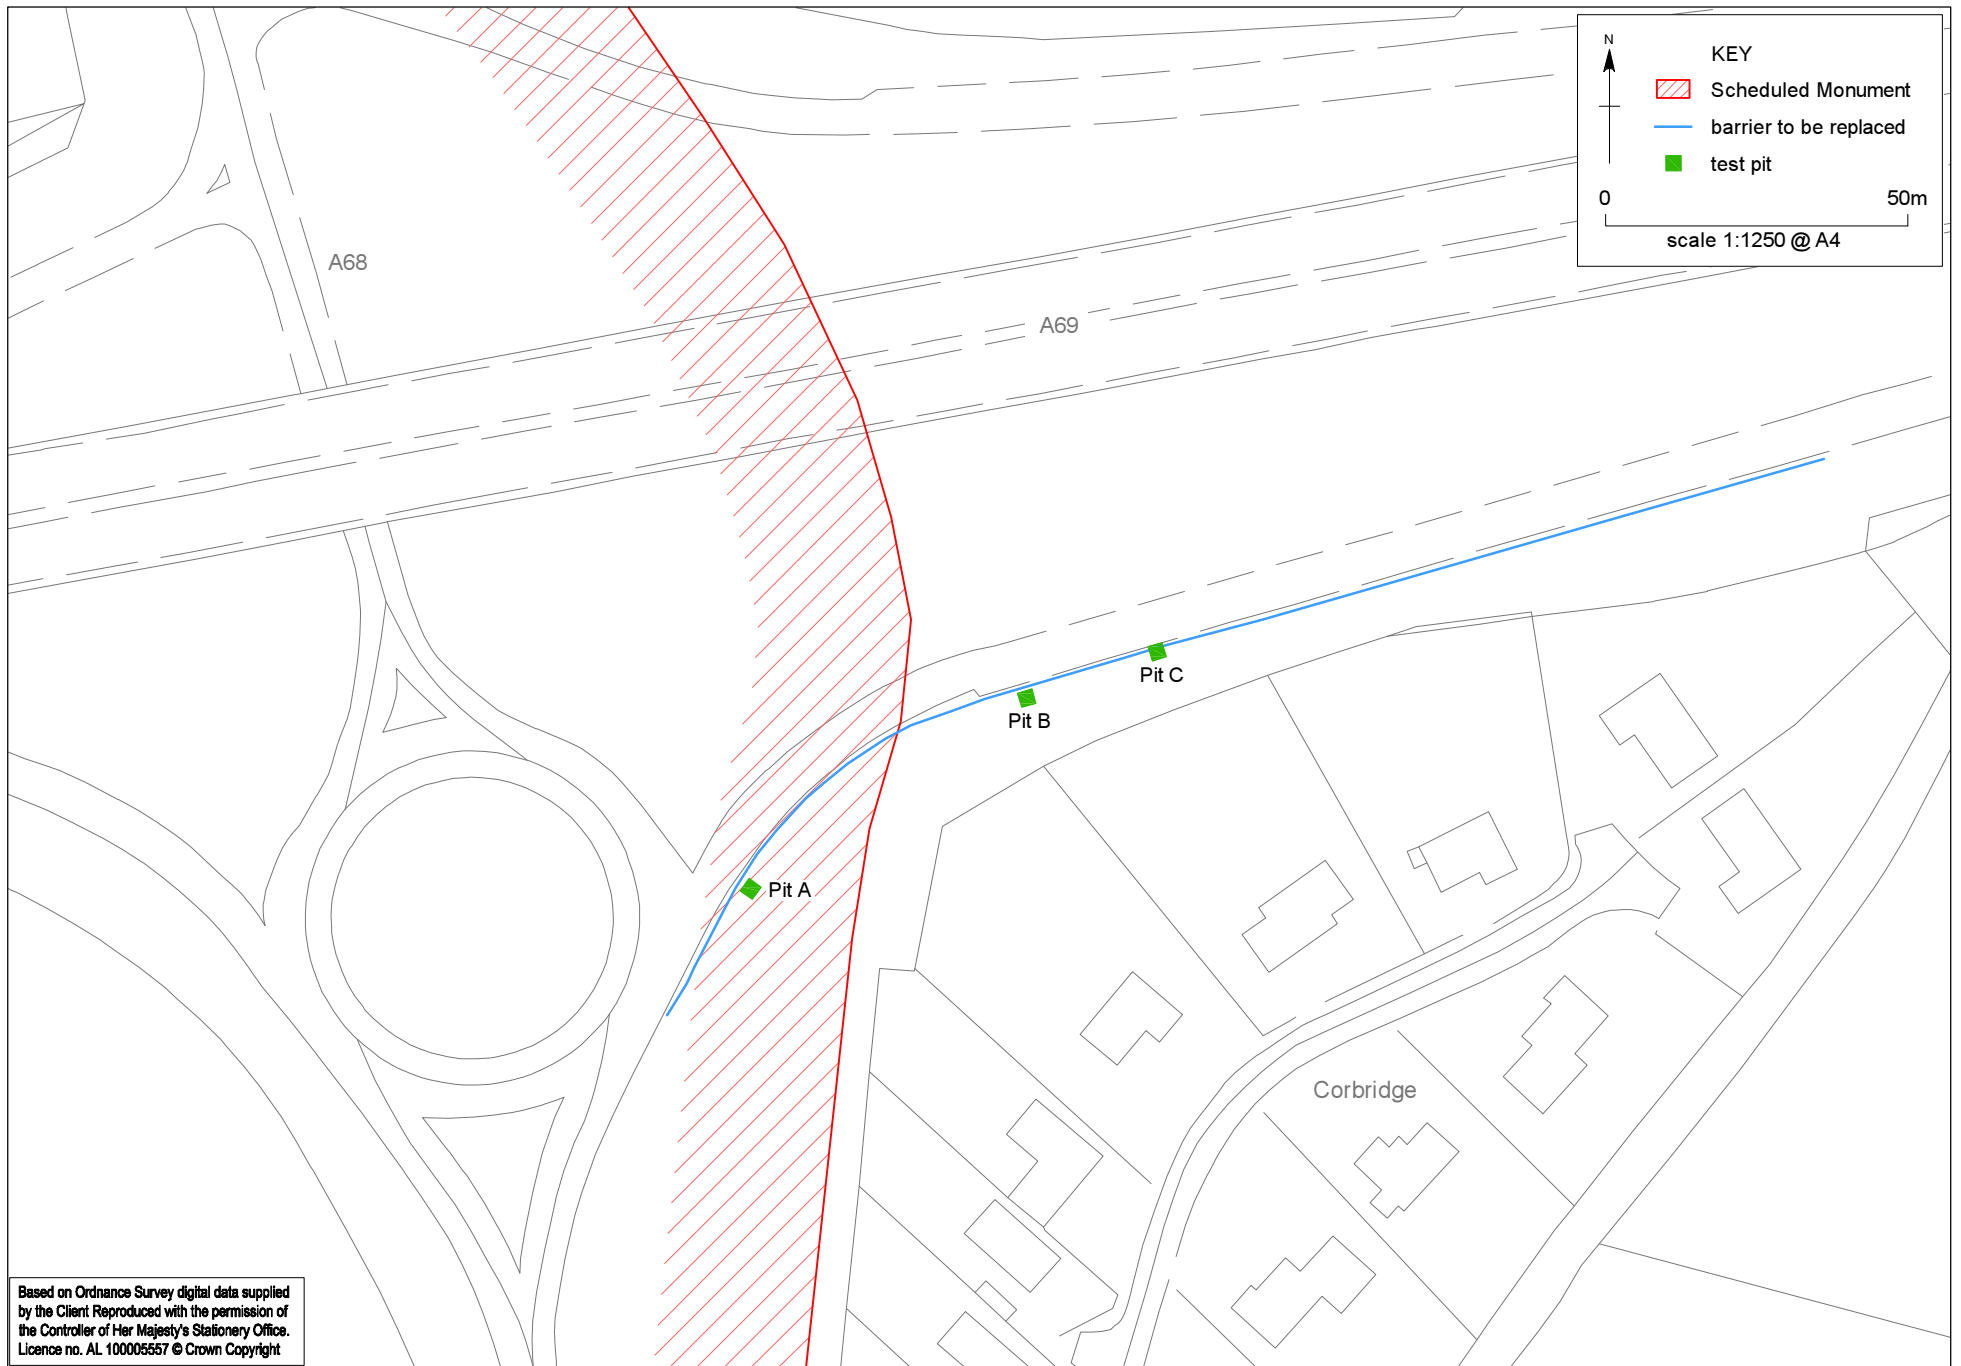 N
KEY
Scheduled Monument
barrier to be replaced
test pit
0 50m
scale 1:1250 @ A4
A68
A69
Pit C
Pit B
Pit A
Corbridge
Based on Ordnance Survey digital data supplied
by the Client Reproduced with the permission of
the Controller of Her Majesty's Stationery Office.
Licence no. AL 100005557 © Crown Copyright